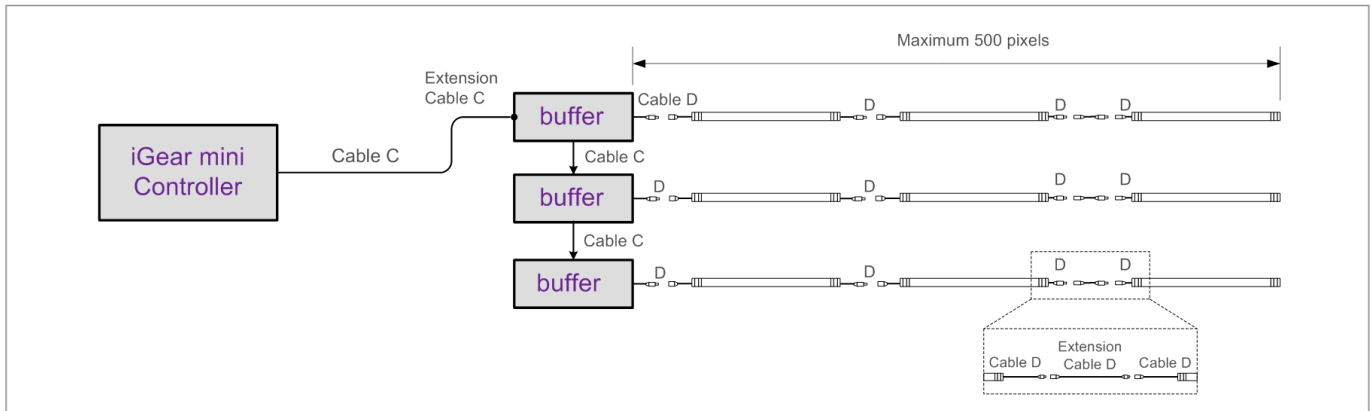 Maximum 500 pixels
Extension
Cable C
Cable D
D
D
D
buffer
iGear mini
Controller
Cable C
Cable C
D
D
D
D
buffer
Cable C
D
D
D
D
buffer
Extension
Cable D
Cable D
Cable D